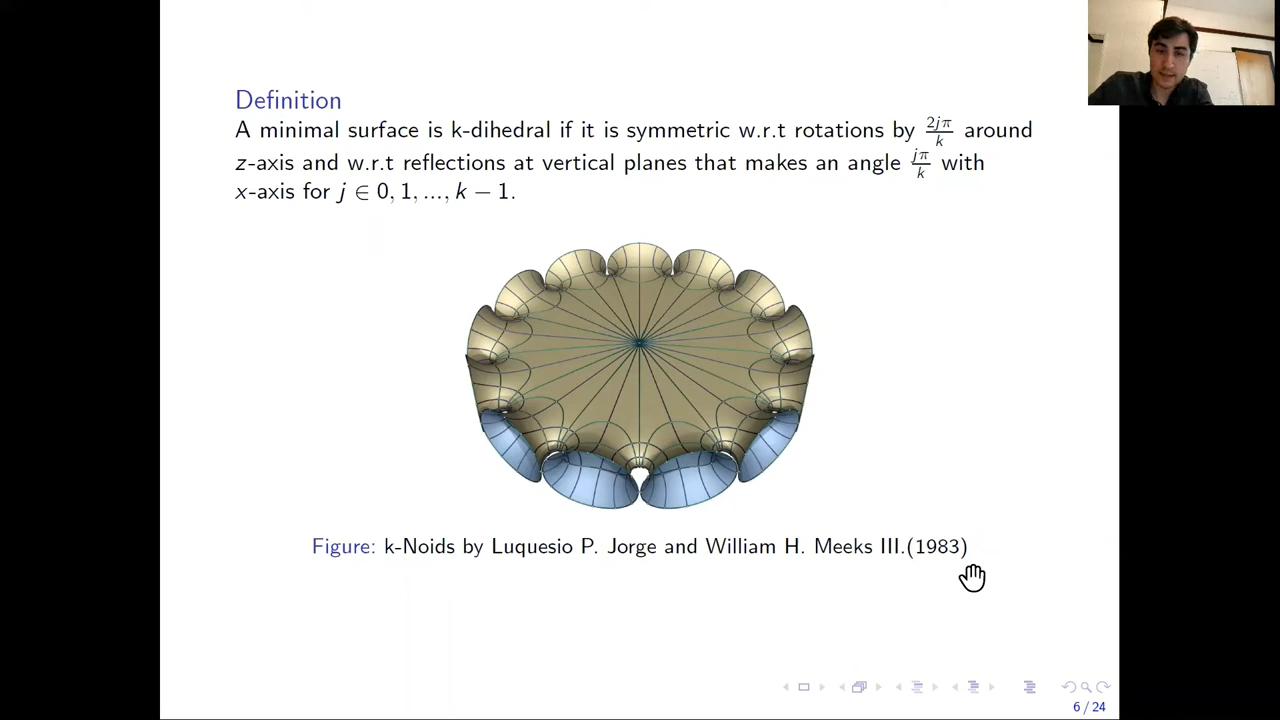 Definition
A minimal surface is k-dihedral if it is symmetric w.r.t rotations by 2jπ/k around
z-axis and w.r.t reflections at vertical planes that makes an angle jπ/k with
x-axis for j ∈ 0, 1, ..., k − 1.
Figure: k-Noids by Luquesio P. Jorge and William H. Meeks III.(1983)
6 / 24